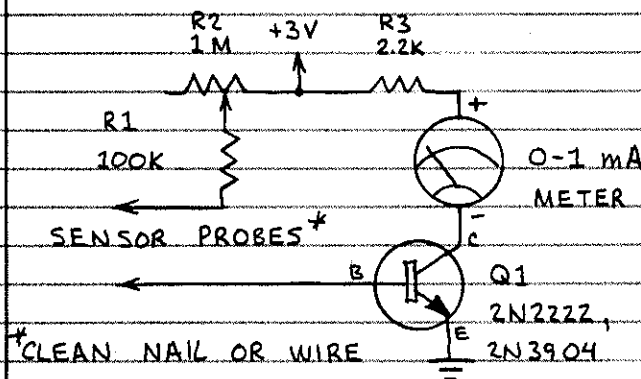 R2
1M
+3V
R3
2.2K
R1
100K
+
0-1 mA
METER
-
SENSOR PROBES*
C
B
Q1
2N2222,
2N3904
E
*CLEAN NAIL OR WIRE